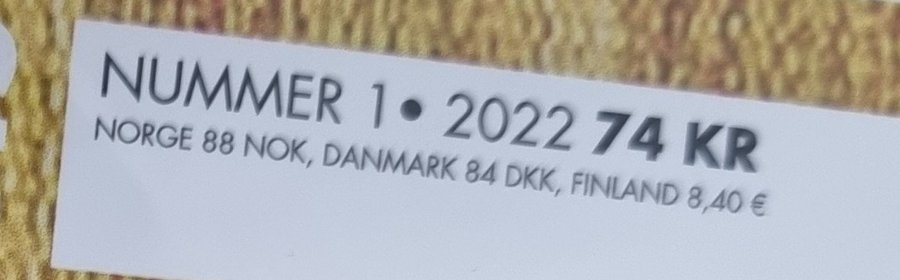 NUMMER 1• 2022 74 KR
NORGE 88 NOK, DANMARK 84 DKK, FINLAND 8,40 €